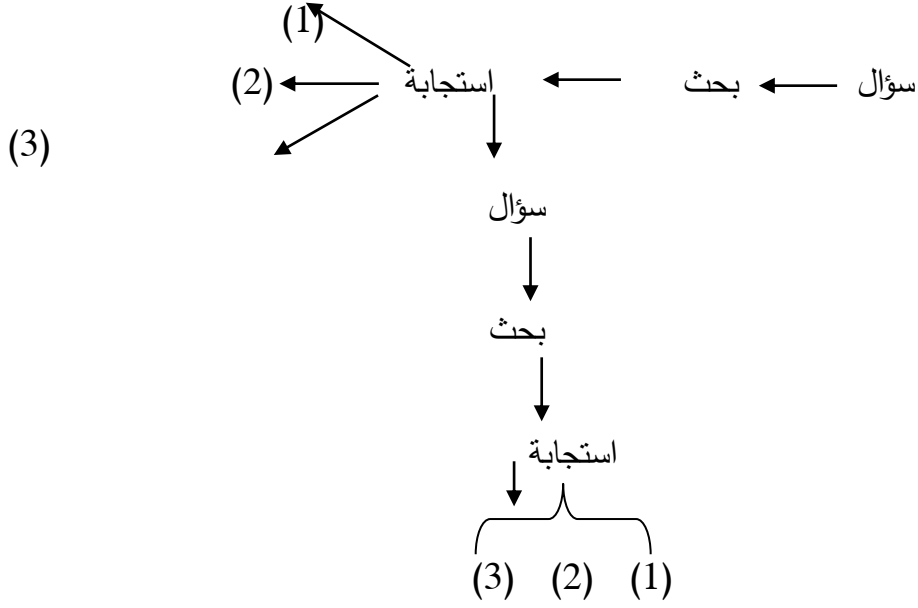 (1)
سؤال بحث استجابة (2)
(3)
سؤال
بحث
استجابة
(1) (2) (3)